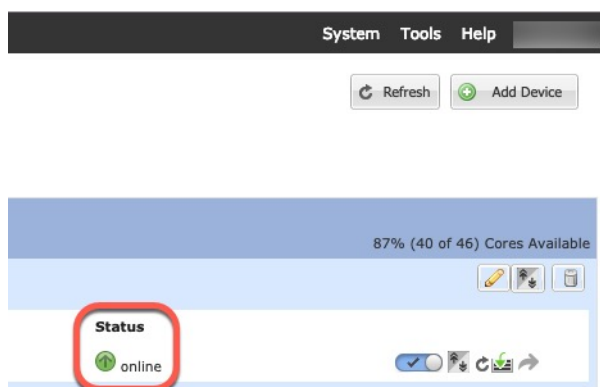 System Tools Help
Refresh Add Device
87% (40 of 46) Cores Available
Status
online